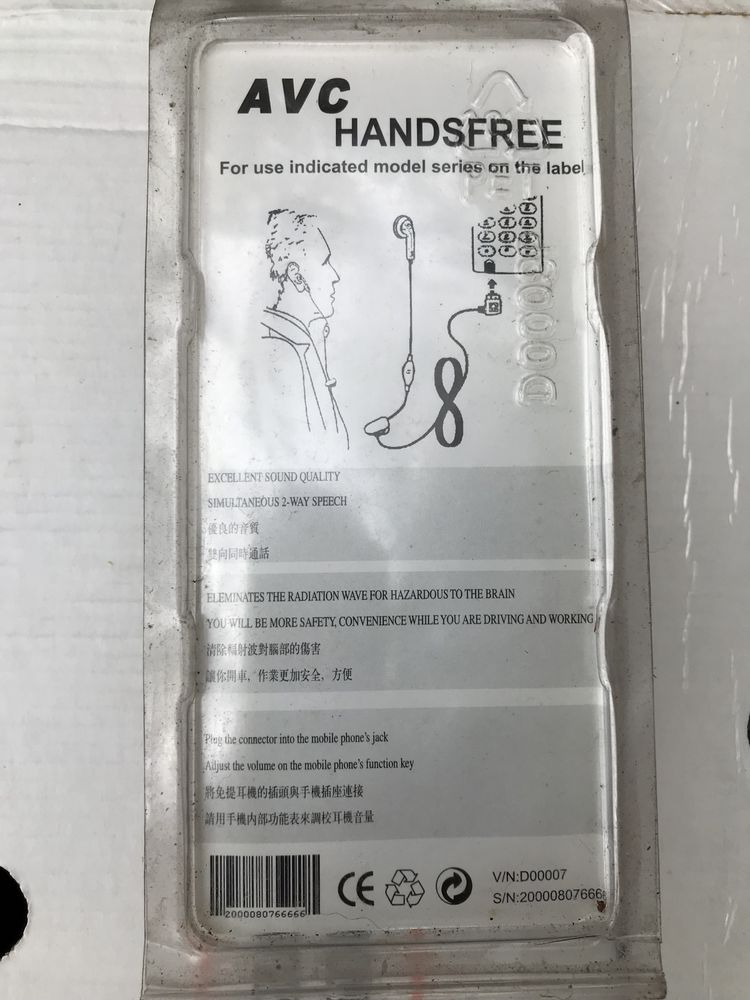 AVC
HANDSFREE
For use indicated model series on the label
EXCELLENT SOUND QUALITY
SIMULTANEOUS 2-WAY SPEECH
優良的音質
雙向同時通話
ELEMINATES THE RADIATION WAVE FOR HAZARDOUS TO THE BRAIN
YOU WILL BE MORE SAFETY, CONVENIENCE WHILE YOU ARE DRIVING AND WORKING
清除輻射波對腦部的傷害
讓你開車，作業更加安全，方便
Plug the connector into the mobile phone's jack
Adjust the volume on the mobile phone's function key
將免提耳機的插頭與手機插座連接
請用手機內部功能表來調校耳機音量
2000080766666
CE
V/N:D00007
S/N:20000807666